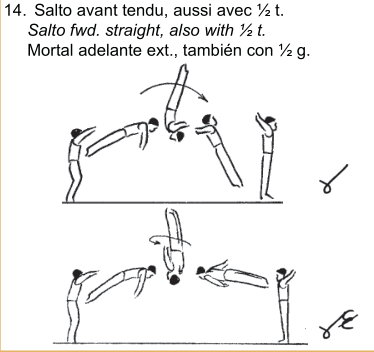 14. Salto avant tendu, aussi avec ½ t.
Salto fwd. straight, also with ½ t.
Mortal adelante ext., también con ½ g.